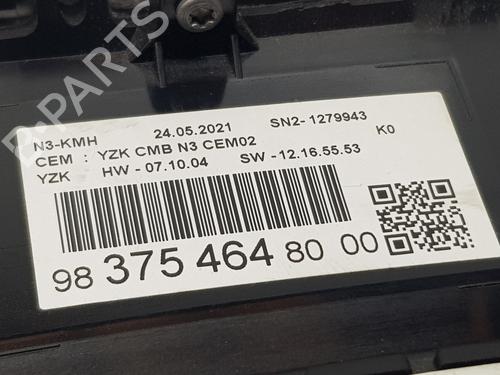 N3-KMH 24.05.2021 SN2-1279943
CEM : YZK CMB N3 CEM02 K0
YZK HW -07.10.04 SW -12.16.55.53
98 375 464 80 00
B-PARTS